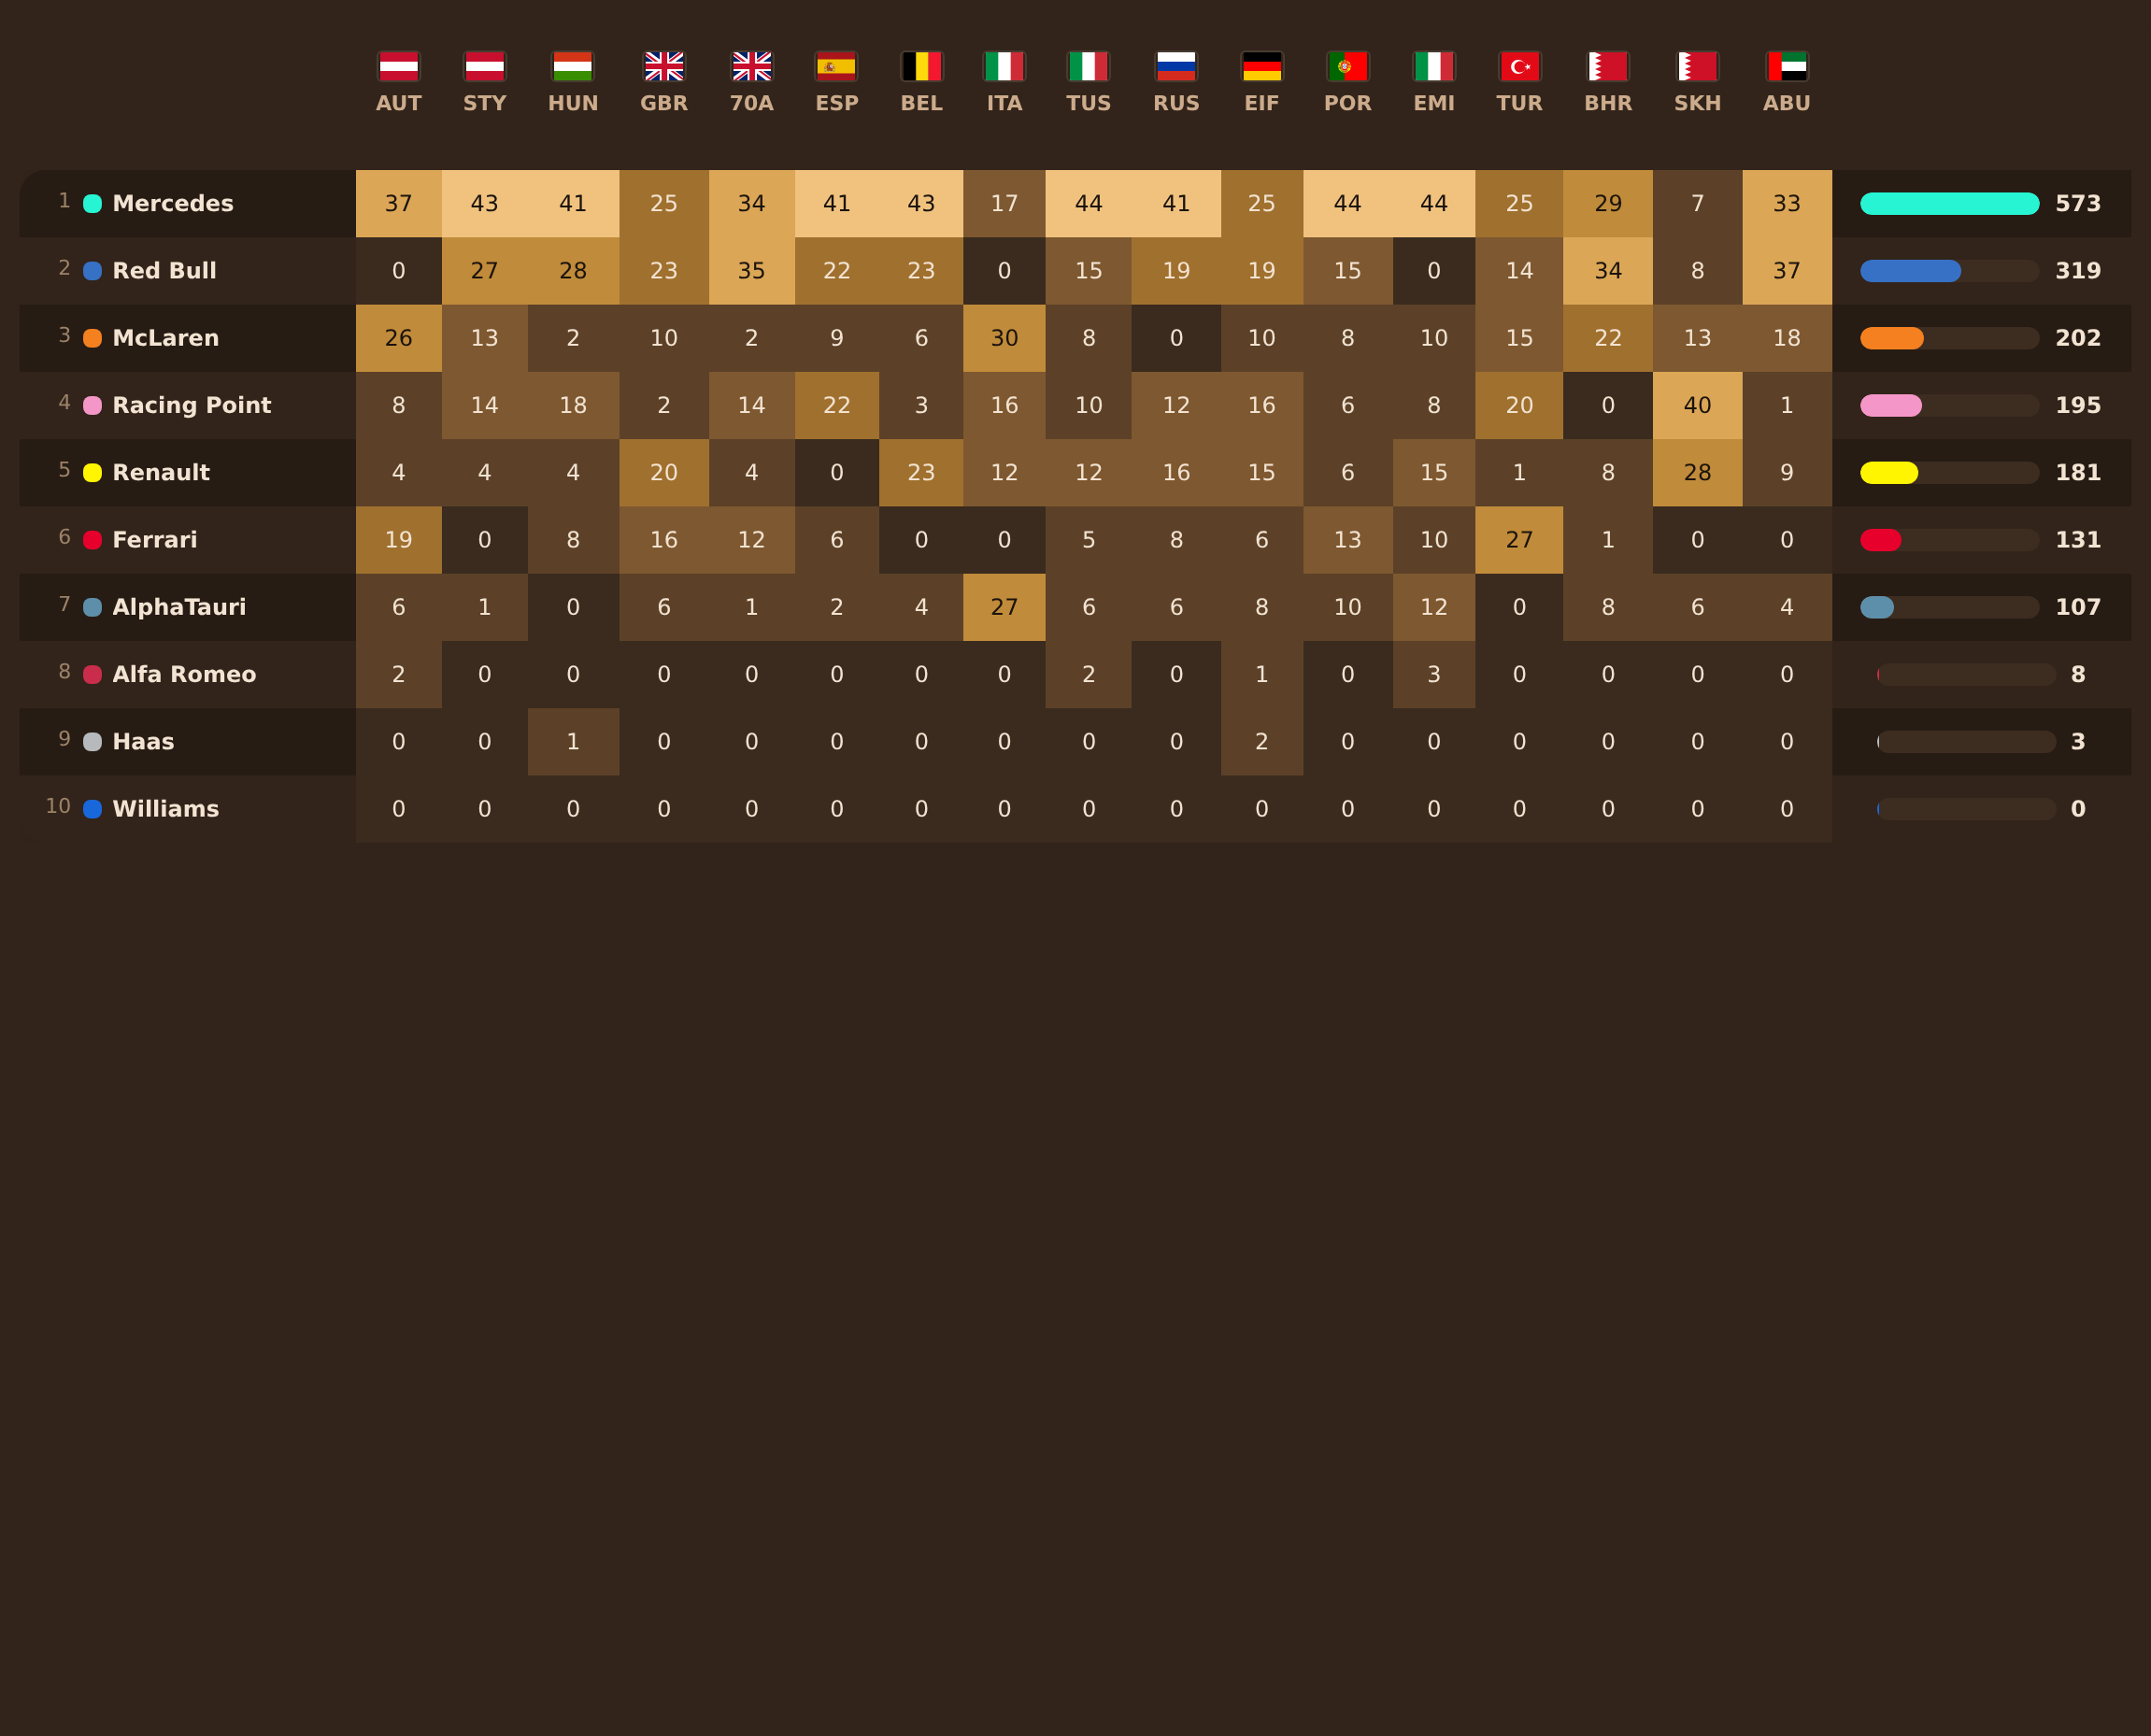 AUT STY HUN GBR 70A ESP BEL ITA TUS RUS EIF POR EMI TUR BHR SKH ABU
1 Mercedes 37 43 41 25 34 41 43 17 44 41 25 44 44 25 29 7 33 573
2 Red Bull 0 27 28 23 35 22 23 0 15 19 19 15 0 14 34 8 37 319
3 McLaren 26 13 2 10 2 9 6 30 8 0 10 8 10 15 22 13 18 202
4 Racing Point 8 14 18 2 14 22 3 16 10 12 16 6 8 20 0 40 1 195
5 Renault 4 4 4 20 4 0 23 12 12 16 15 6 15 1 8 28 9 181
6 Ferrari 19 0 8 16 12 6 0 0 5 8 6 13 10 27 1 0 0 131
7 AlphaTauri 6 1 0 6 1 2 4 27 6 6 8 10 12 0 8 6 4 107
8 Alfa Romeo 2 0 0 0 0 0 0 0 2 0 1 0 3 0 0 0 0 8
9 Haas 0 0 1 0 0 0 0 0 0 0 2 0 0 0 0 0 0 3
10 Williams 0 0 0 0 0 0 0 0 0 0 0 0 0 0 0 0 0 0